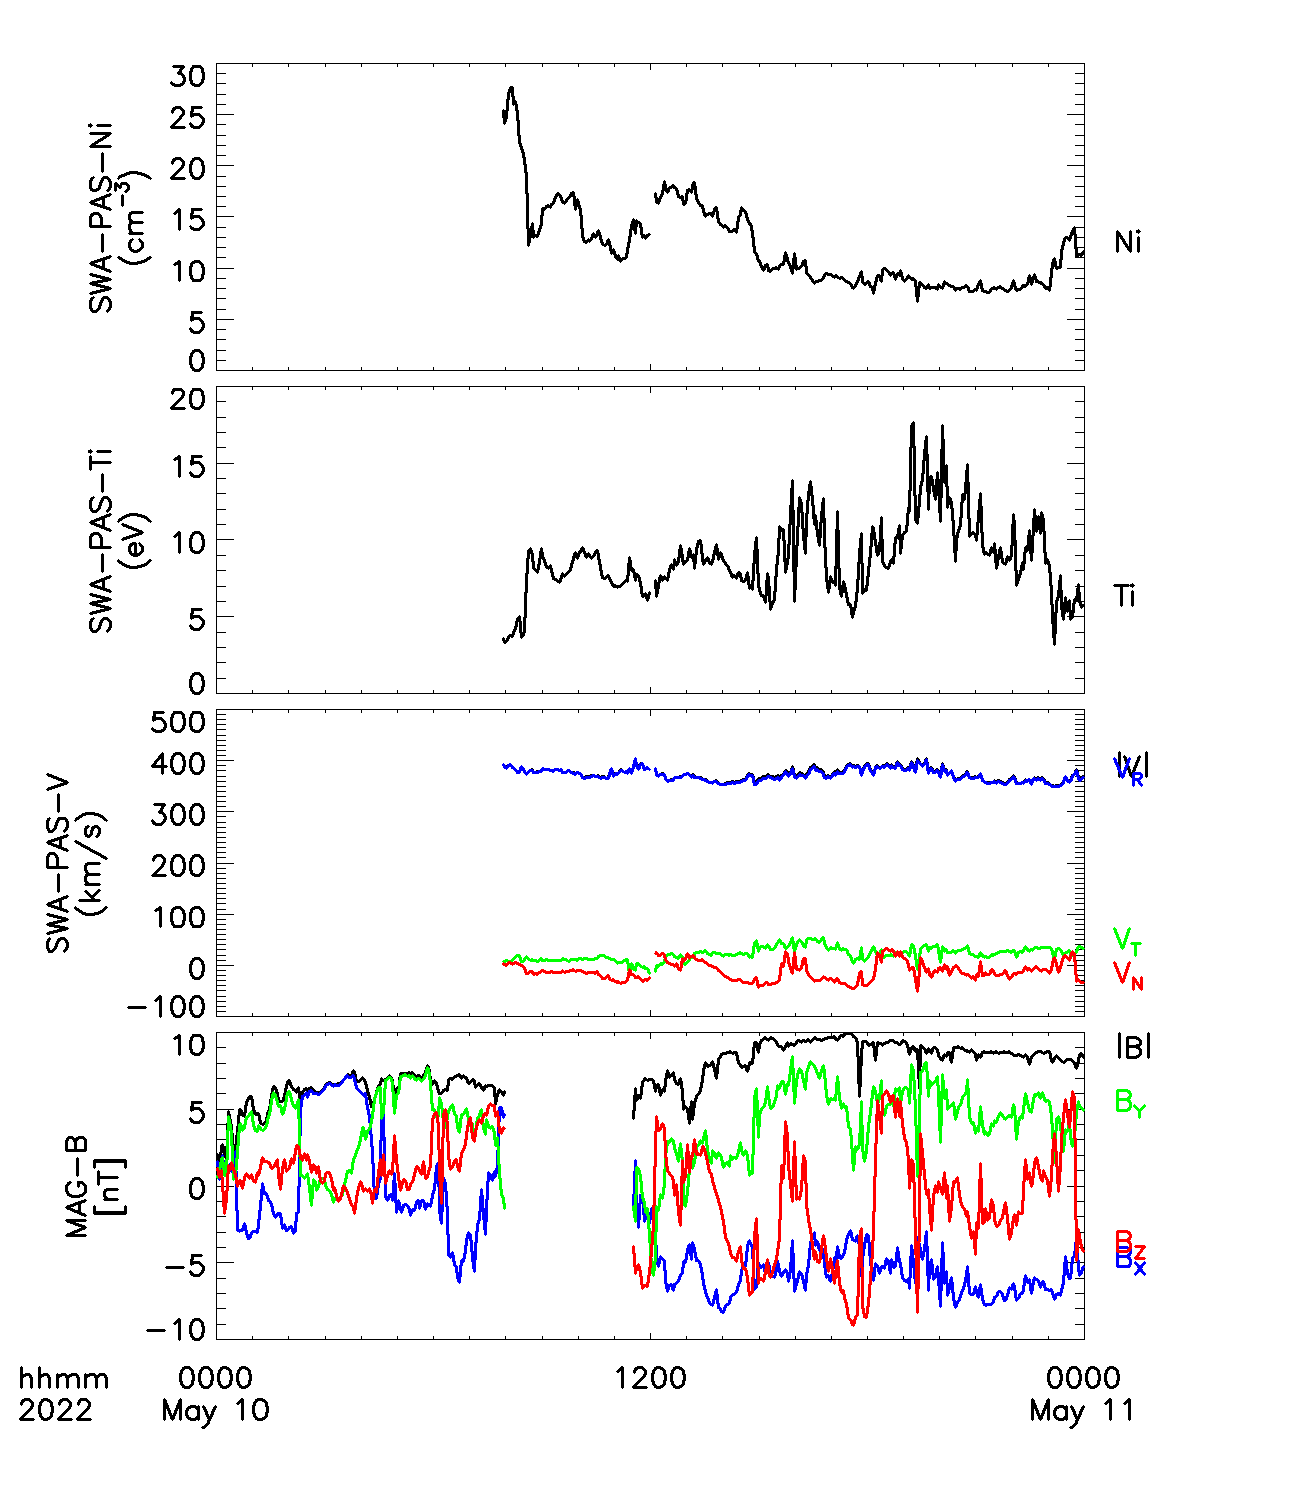 SWA-PAS-Ni
(cm⁻³)
30
25
20
15
10
5
0
Ni
SWA-PAS-Ti
(eV)
20
15
10
5
0
Ti
SWA-PAS-V
(km/s)
500
400
300
200
100
0
-100
|V|
V_R
V_T
V_N
MAG-B
[nT]
10
5
0
-5
-10
|B|
B_Y
B_Z
B_X
hhmm 0000 1200 0000
2022 May 10 May 11